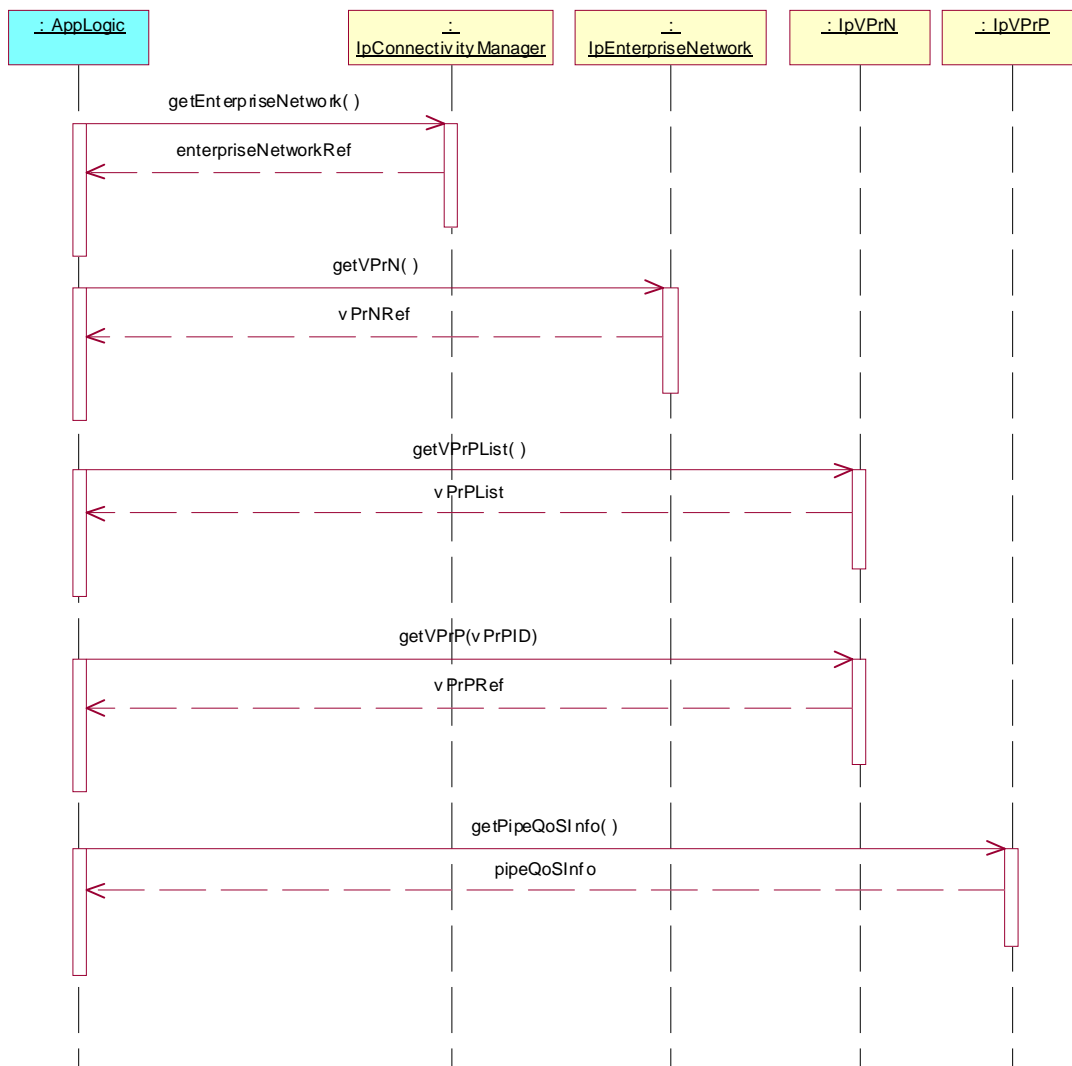 : AppLogic
:
IpConnectivityManager
:
IpEnterpriseNetwork
: IpVPrN
: IpVPrP
getEnterpriseNetwork( )
enterpriseNetworkRef
getVPrN( )
vPrNRef
getVPrPList( )
vPrPList
getVPrP(vPrPID)
vPrPRef
getPipeQoSInfo( )
pipeQoSInfo